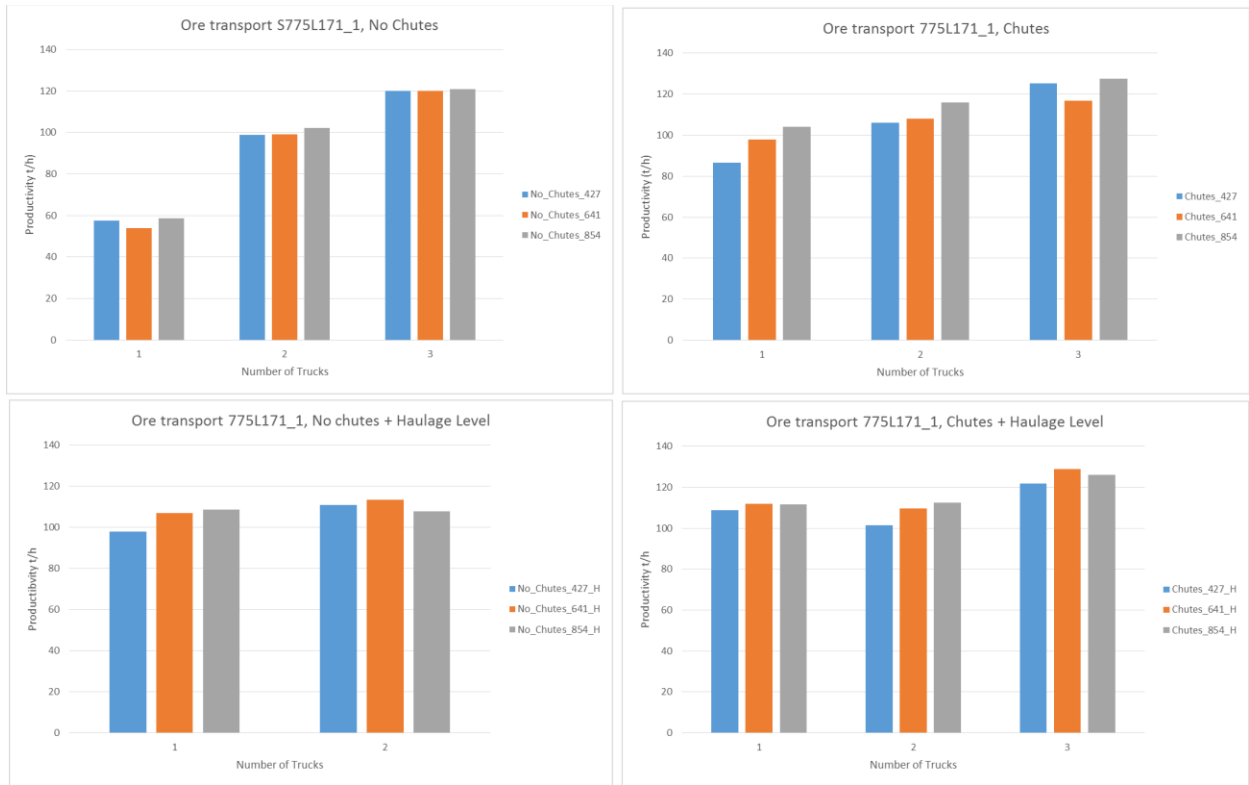 Ore transport S775L171_1, No Chutes
140
120
100
80
60
40
20
0
Productivity t/h
1
2
3
Number of Trucks
No_Chutes_427
No_Chutes_641
No_Chutes_854
Ore transport 775L171_1, Chutes
140
120
100
80
60
40
20
0
Productivity (t/h)
1
2
3
Number of Trucks
Chutes_427
Chutes_641
Chutes_854
Ore transport 775L171_1, No chutes + Haulage Level
140
120
100
80
60
40
20
0
Productibvity t/h
1
2
Number of Trucks
No_Chutes_427_H
No_Chutes_641_H
No_Chutes_854_H
Ore transport 775L171_1, Chutes + Haulage Level
140
120
100
80
60
40
20
0
Productivity t/h
1
2
3
Number of Trucks
Chutes_427_H
Chutes_641_H
Chutes_854_H